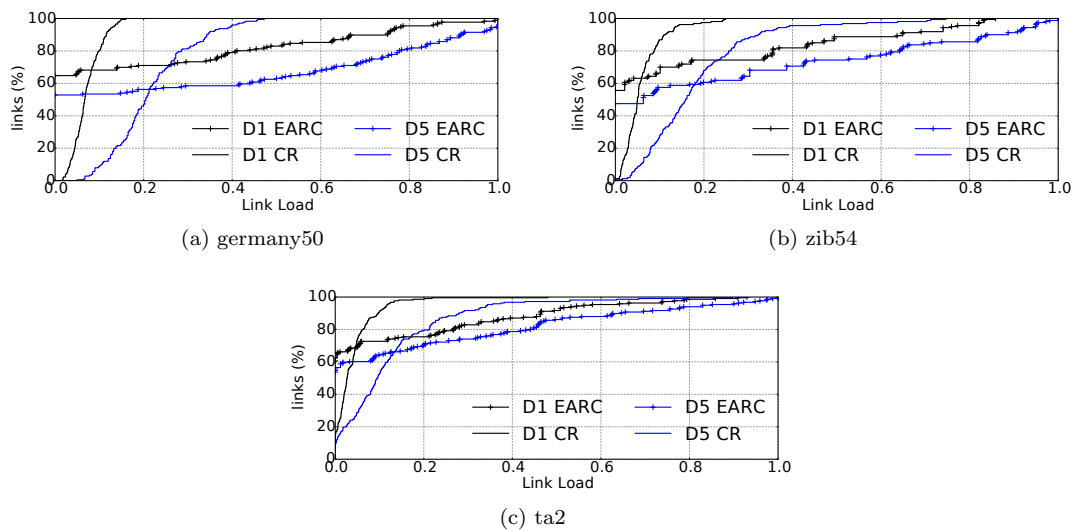 100
80
60
40
20
0
links (%)
D1 EARC
D5 EARC
D1 CR
D5 CR
0.0 0.2 0.4 0.6 0.8 1.0
Link Load
(a) germany50
100
80
60
40
20
0
links (%)
D1 EARC
D5 EARC
D1 CR
D5 CR
0.0 0.2 0.4 0.6 0.8 1.0
Link Load
(b) zib54
100
80
60
40
20
0
links (%)
D1 EARC
D5 EARC
D1 CR
D5 CR
0.0 0.2 0.4 0.6 0.8 1.0
Link Load
(c) ta2